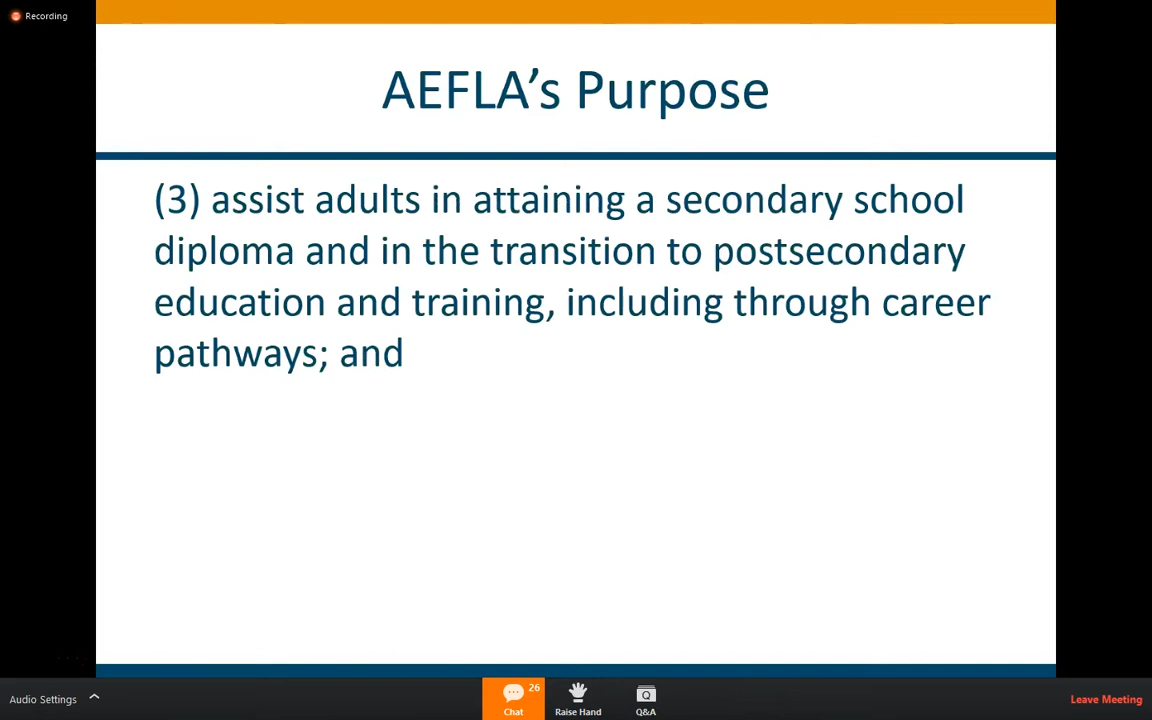 Recording
AEFLA’s Purpose
(3) assist adults in attaining a secondary school
diploma and in the transition to postsecondary
education and training, including through career
pathways; and
Audio Settings
26
Chat
Raise Hand
Q
Q&A
Leave Meeting